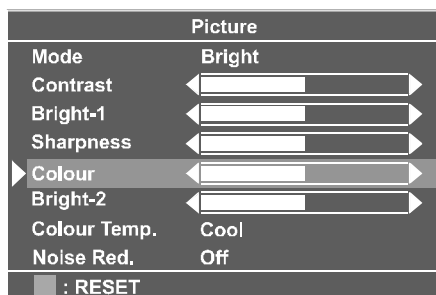 Picture
Mode Bright
Contrast
Bright-1
Sharpness
Colour
Bright-2
Colour Temp. Cool
Noise Red. Off
: RESET